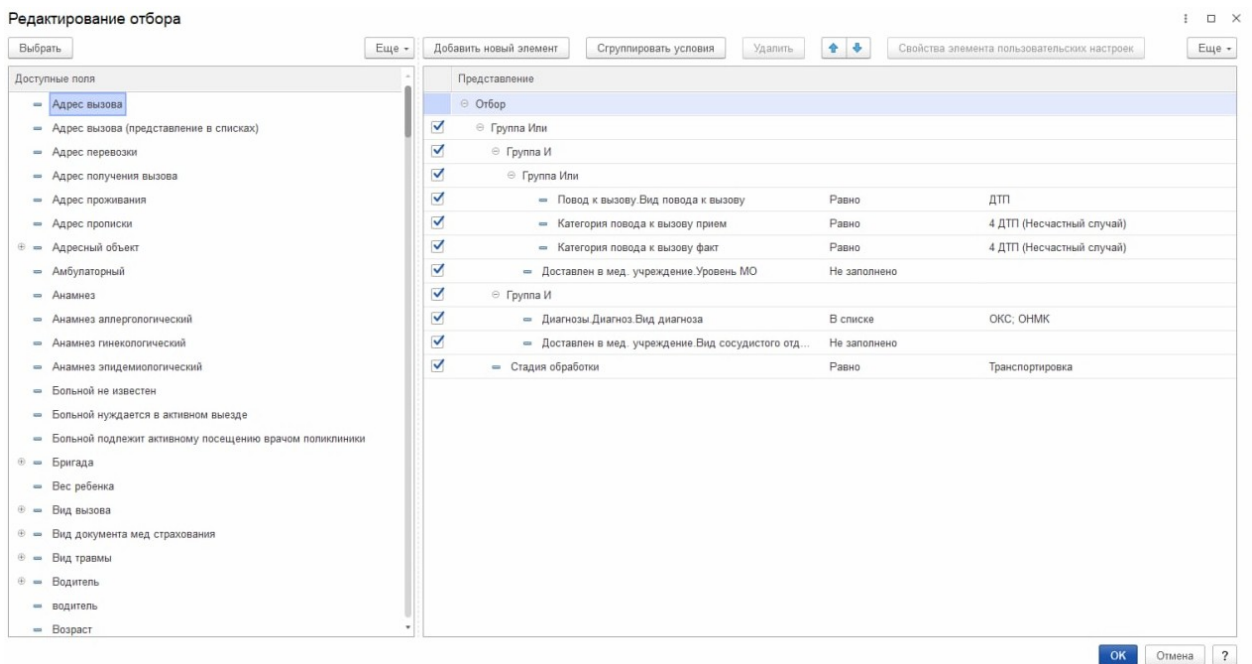 Редактирование отбора
Выбрать
Еще
Добавить новый элемент
Сгруппировать условия
Удалить
Свойства элемента пользовательских настроек
Еще
Доступные поля
Адрес вызова
Адрес вызова (представление в списках)
Адрес перевозки
Адрес получения вызова
Адрес проживания
Адрес прописки
Адресный объект
Амбулаторный
Анамнез
Анамнез аллергологический
Анамнез гинекологический
Анамнез эпидемиологический
Больной не известен
Больной нуждается в активном выезде
Больной подлежит активному посещению врачом поликлиники
Бригада
Вес ребенка
Вид вызова
Вид документа мед страхования
Вид травмы
Водитель
водитель
Возраст
Представление
Отбор
Группа Или
Группа И
Группа Или
Повод к вызову.Вид повода к вызову Равно ДТП
Категория повода к вызову прием Равно 4 ДТП (Несчастный случай)
Категория повода к вызову факт Равно 4 ДТП (Несчастный случай)
Доставлен в мед. учреждение.Уровень МО Не заполнено
Группа И
Диагнозы.Диагноз.Вид диагноза В списке ОКС; ОНМК
Доставлен в мед. учреждение.Вид сосудистого отд... Не заполнено
Стадия обработки Равно Транспортировка
ОК
Отмена
?